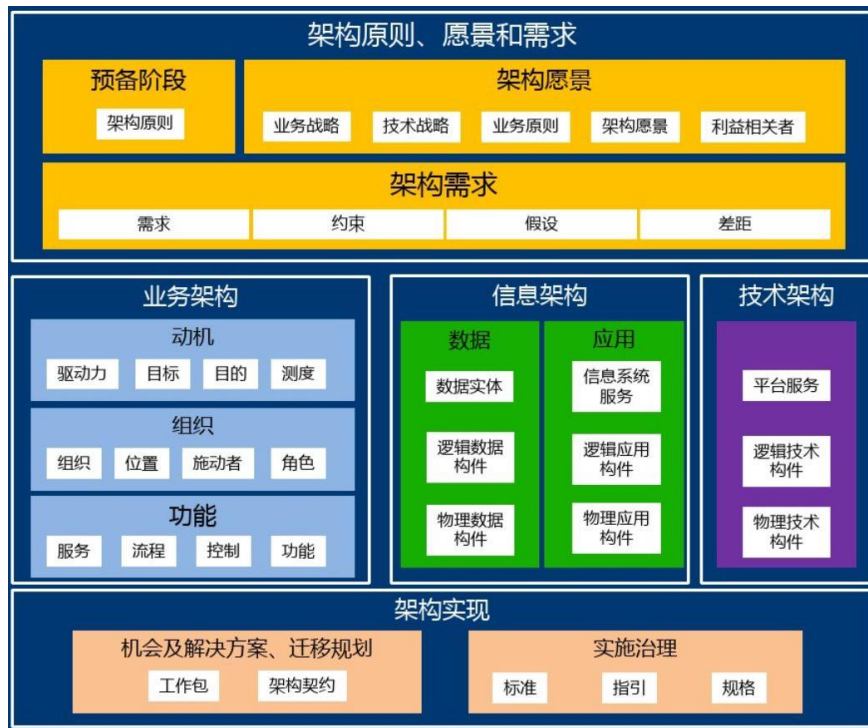 架构原则、愿景和需求
预备阶段
架构原则
架构愿景
业务战略 技术战略 业务原则 架构愿景 利益相关者
架构需求
需求 约束 假设 差距
业务架构
动机
驱动力 目标 目的 测度
组织
组织 位置 施动者 角色
功能
服务 流程 控制 功能
信息架构
数据
数据实体
逻辑数据
构件
物理数据
构件
应用
信息系统
服务
逻辑应用
构件
物理应用
构件
技术架构
平台服务
逻辑技术
构件
物理技术
构件
架构实现
机会及解决方案、迁移规划
工作包 架构契约
实施治理
标准 指引 规格